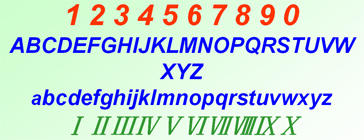 1 2 3 4 5 6 7 8 9 0
ABCDEFGHIJKLMNOPQRSTUVW
XYZ
abcdefghijklmnopqrstuvwxyz
Ⅰ Ⅱ Ⅲ Ⅳ Ⅴ Ⅵ Ⅶ Ⅷ Ⅸ Ⅹ